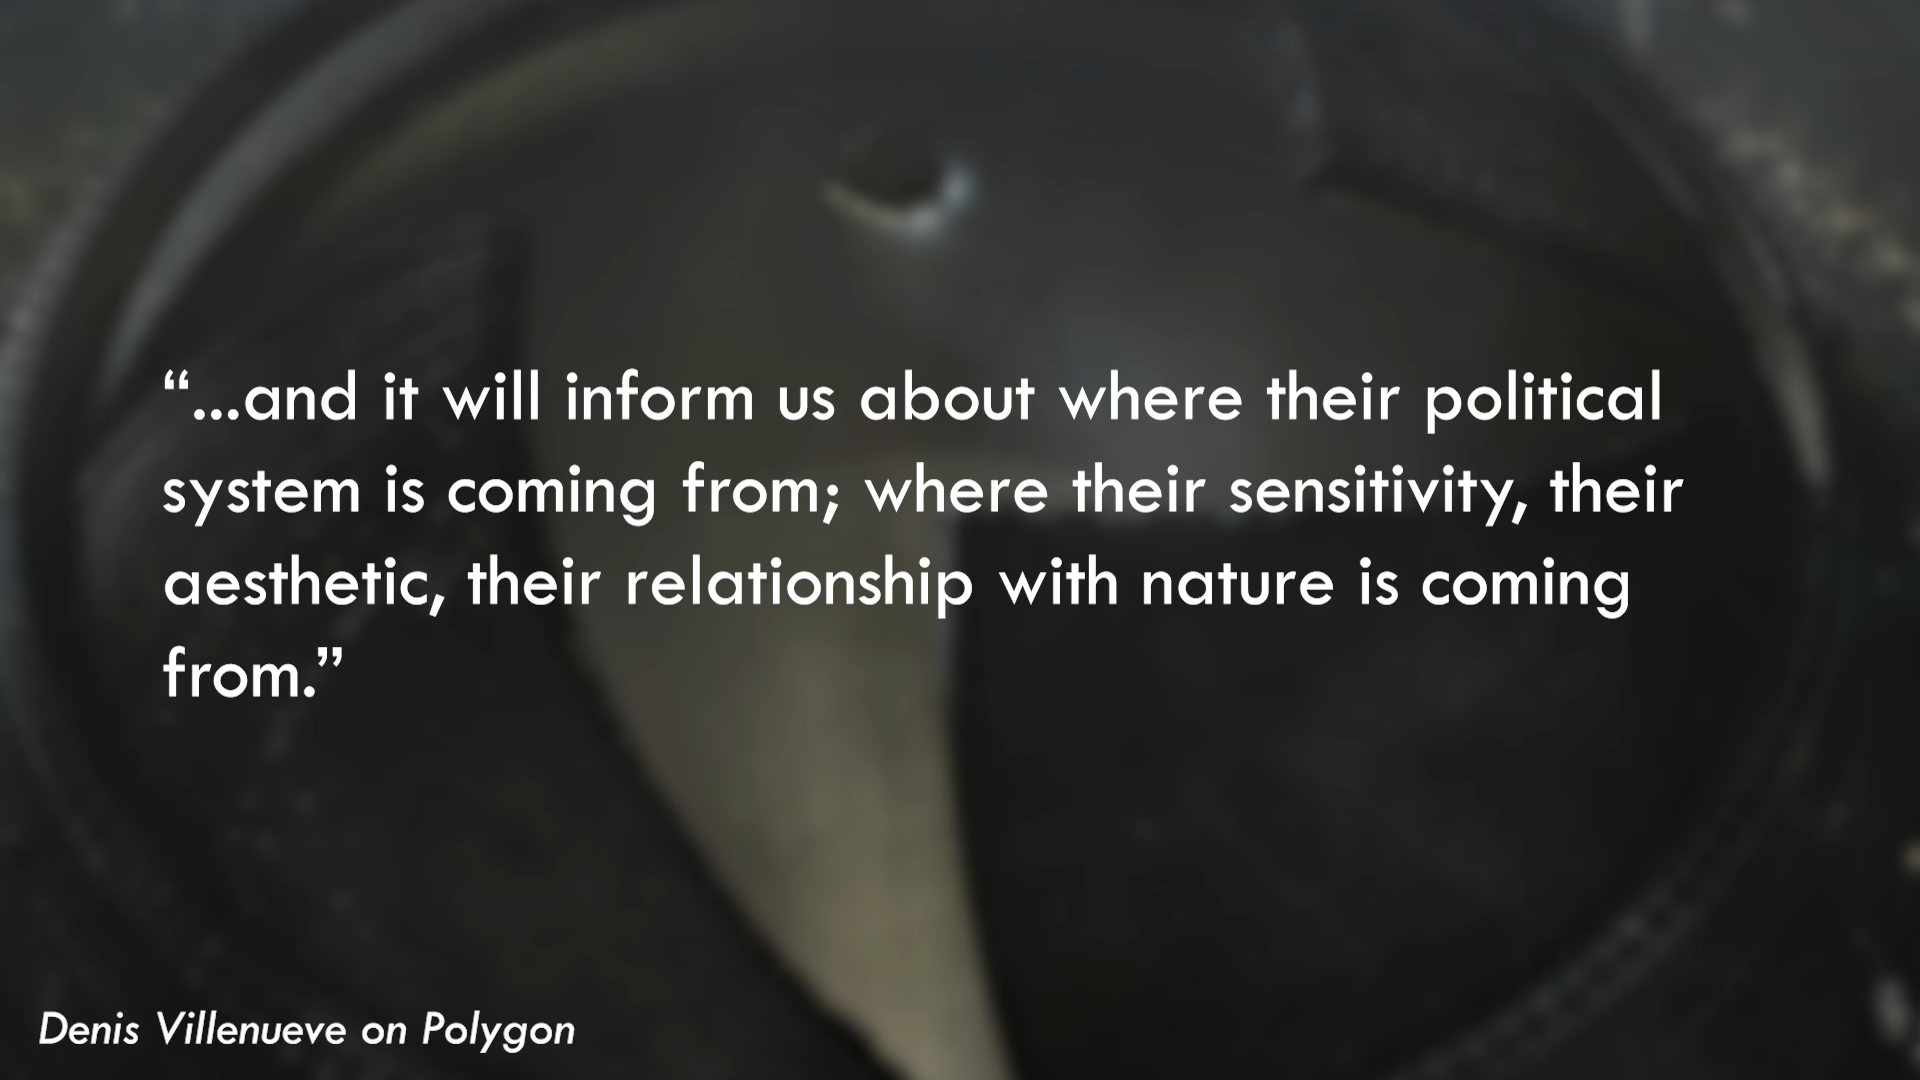 “...and it will inform us about where their political
system is coming from; where their sensitivity, their
aesthetic, their relationship with nature is coming
from.”
Denis Villenueve on Polygon